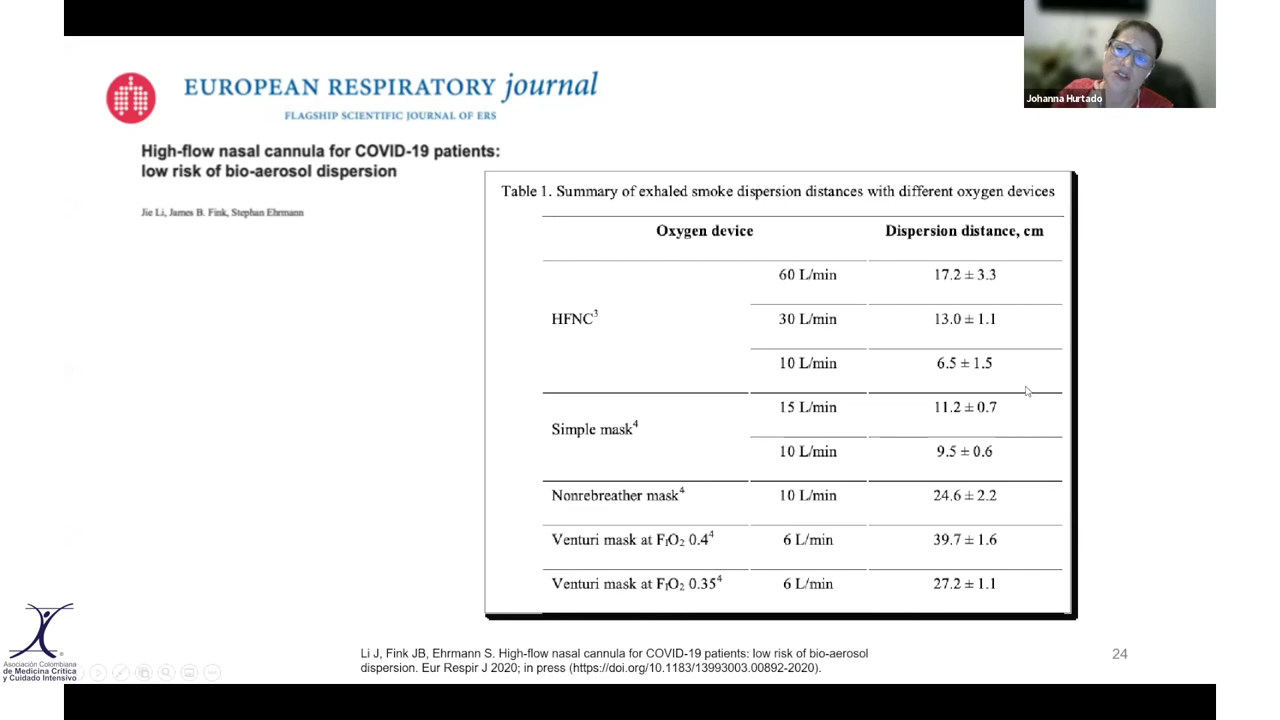 Johanna Hurtado
EUROPEAN RESPIRATORY journal
FLAGSHIP SCIENTIFIC JOURNAL OF ERS
High-flow nasal cannula for COVID-19 patients:
low risk of bio-aerosol dispersion
Jie Li, James B. Fink, Stephan Ehrmann
Table 1. Summary of exhaled smoke dispersion distances with different oxygen devices
Oxygen device Dispersion distance, cm
60 L/min 17.2 ± 3.3
HFNC³ 30 L/min 13.0 ± 1.1
10 L/min 6.5 ± 1.5
15 L/min 11.2 ± 0.7
Simple mask⁴
10 L/min 9.5 ± 0.6
Nonrebreather mask⁴ 10 L/min 24.6 ± 2.2
Venturi mask at FIO₂ 0.4⁴ 6 L/min 39.7 ± 1.6
Venturi mask at FIO₂ 0.35⁴ 6 L/min 27.2 ± 1.1
Asociación Colombiana
de Medicina Crítica
y Cuidado Intensivo
Li J, Fink JB, Ehrmann S. High-flow nasal cannula for COVID-19 patients: low risk of bio-aerosol
dispersion. Eur Respir J 2020; in press (https://doi.org/10.1183/13993003.00892-2020).
24